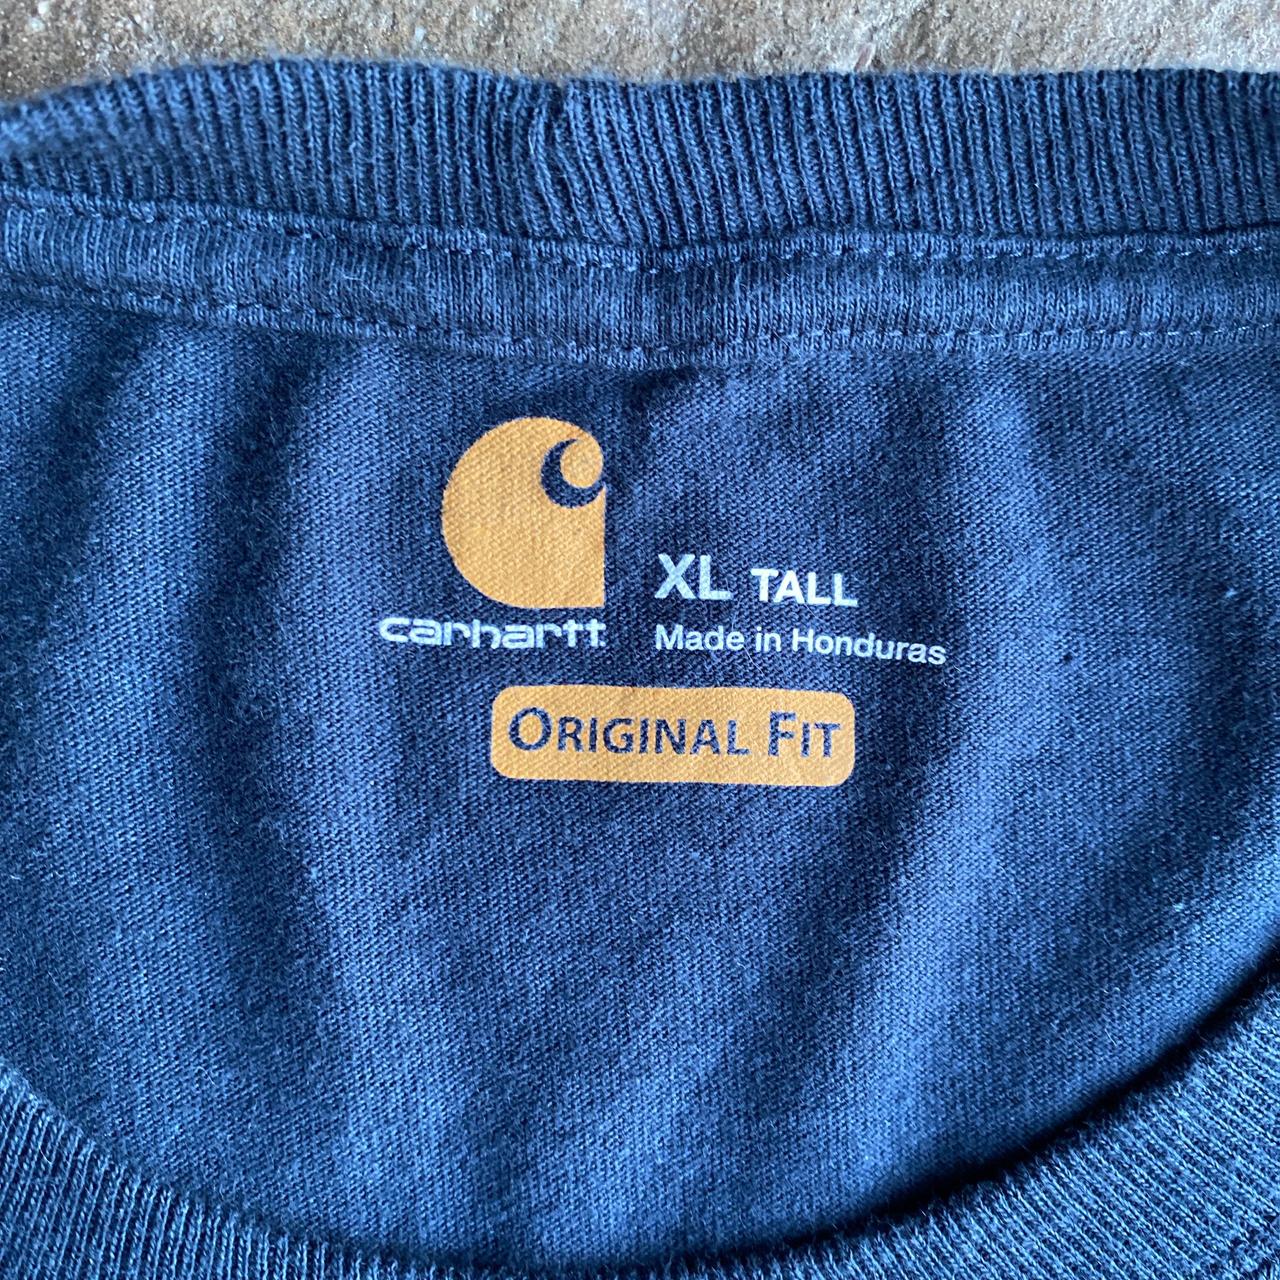 carhartt
XL TALL
Made in Honduras
ORIGINAL FIT